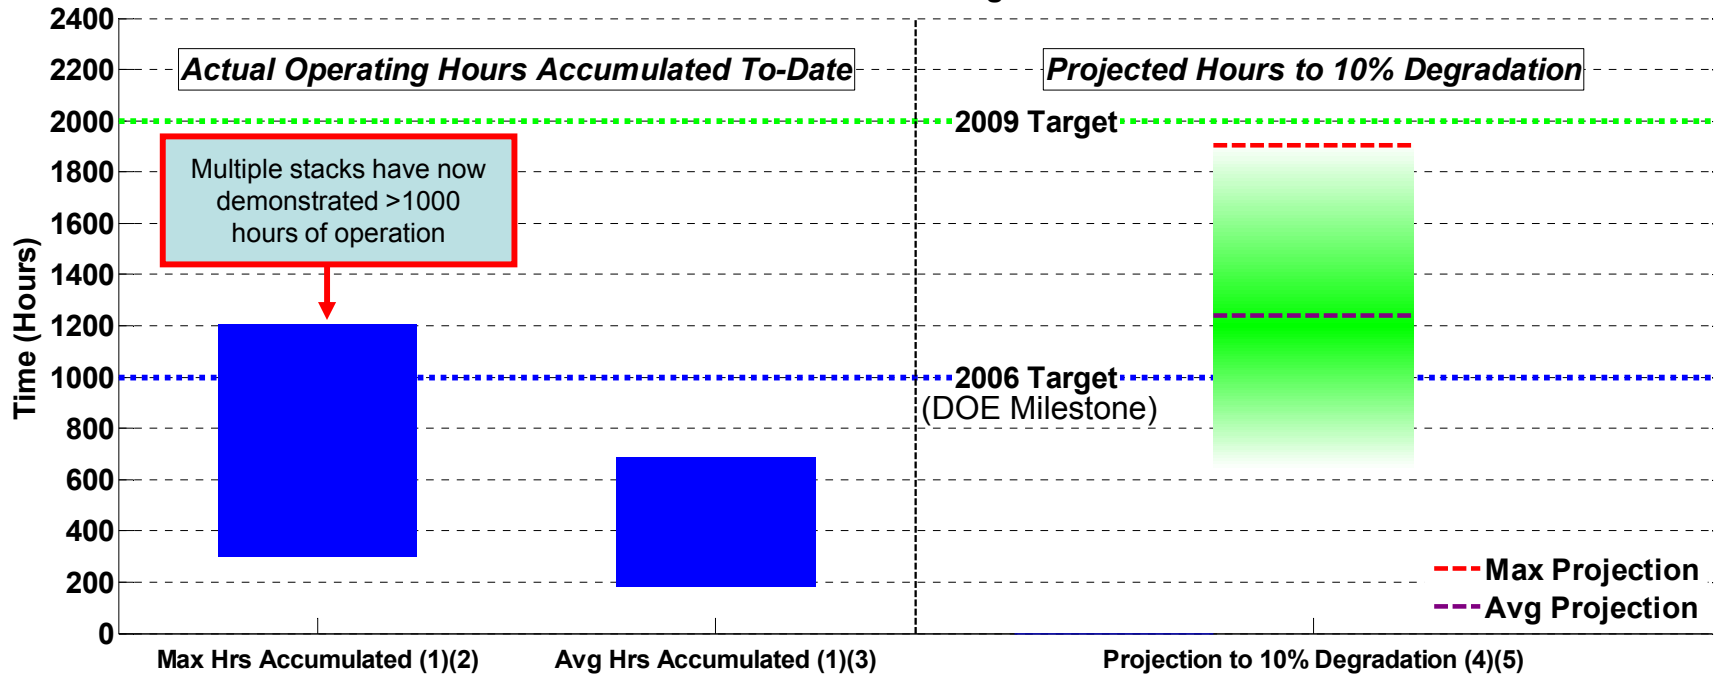 2400
2200
2000
1800
1600
1400
1200
1000
800
600
400
200
0
Time (Hours)
Actual Operating Hours Accumulated To-Date
Projected Hours to 10% Degradation
2009 Target
Multiple stacks have now
demonstrated >1000
hours of operation
2006 Target
(DOE Milestone)
Max Projection
Avg Projection
Max Hrs Accumulated (1)(2)
Avg Hrs Accumulated (1)(3)
Projection to 10% Degradation (4)(5)